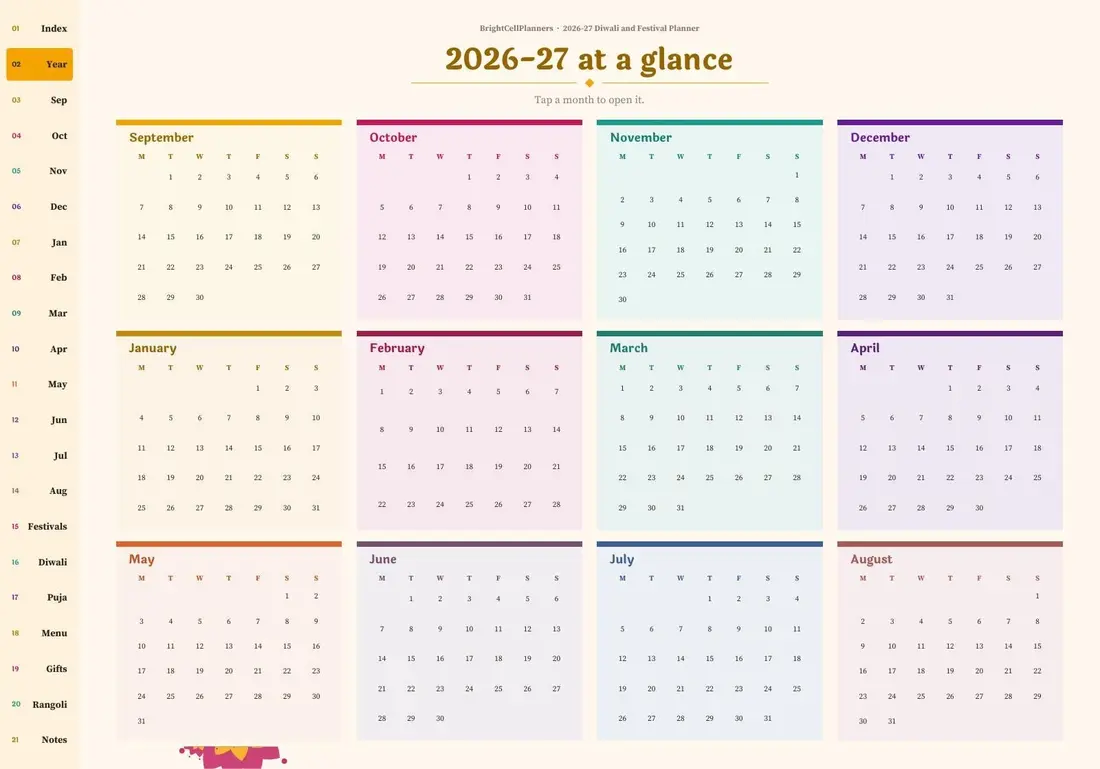 BrightCellPlanners · 2026-27 Diwali and Festival Planner
2026-27 at a glance
Tap a month to open it.
01 Index
02 Year
03 Sep
04 Oct
05 Nov
06 Dec
07 Jan
08 Feb
09 Mar
10 Apr
11 May
12 Jun
13 Jul
14 Aug
15 Festivals
16 Diwali
17 Puja
18 Menu
19 Gifts
20 Rangoli
21 Notes
September
M T W T F S S
1 2 3 4 5 6
7 8 9 10 11 12 13
14 15 16 17 18 19 20
21 22 23 24 25 26 27
28 29 30
October
M T W T F S S
1 2 3 4
5 6 7 8 9 10 11
12 13 14 15 16 17 18
19 20 21 22 23 24 25
26 27 28 29 30 31
November
M T W T F S S
1
2 3 4 5 6 7 8
9 10 11 12 13 14 15
16 17 18 19 20 21 22
23 24 25 26 27 28 29
30
December
M T W T F S S
1 2 3 4 5 6
7 8 9 10 11 12 13
14 15 16 17 18 19 20
21 22 23 24 25 26 27
28 29 30 31
January
M T W T F S S
1 2 3
4 5 6 7 8 9 10
11 12 13 14 15 16 17
18 19 20 21 22 23 24
25 26 27 28 29 30 31
February
M T W T F S S
1 2 3 4 5 6 7
8 9 10 11 12 13 14
15 16 17 18 19 20 21
22 23 24 25 26 27 28
March
M T W T F S S
1 2 3 4 5 6 7
8 9 10 11 12 13 14
15 16 17 18 19 20 21
22 23 24 25 26 27 28
29 30 31
April
M T W T F S S
1 2 3 4
5 6 7 8 9 10 11
12 13 14 15 16 17 18
19 20 21 22 23 24 25
26 27 28 29 30
May
M T W T F S S
1 2
3 4 5 6 7 8 9
10 11 12 13 14 15 16
17 18 19 20 21 22 23
24 25 26 27 28 29 30
31
June
M T W T F S S
1 2 3 4 5 6
7 8 9 10 11 12 13
14 15 16 17 18 19 20
21 22 23 24 25 26 27
28 29 30
July
M T W T F S S
1 2 3 4
5 6 7 8 9 10 11
12 13 14 15 16 17 18
19 20 21 22 23 24 25
26 27 28 29 30 31
August
M T W T F S S
1
2 3 4 5 6 7 8
9 10 11 12 13 14 15
16 17 18 19 20 21 22
23 24 25 26 27 28 29
30 31